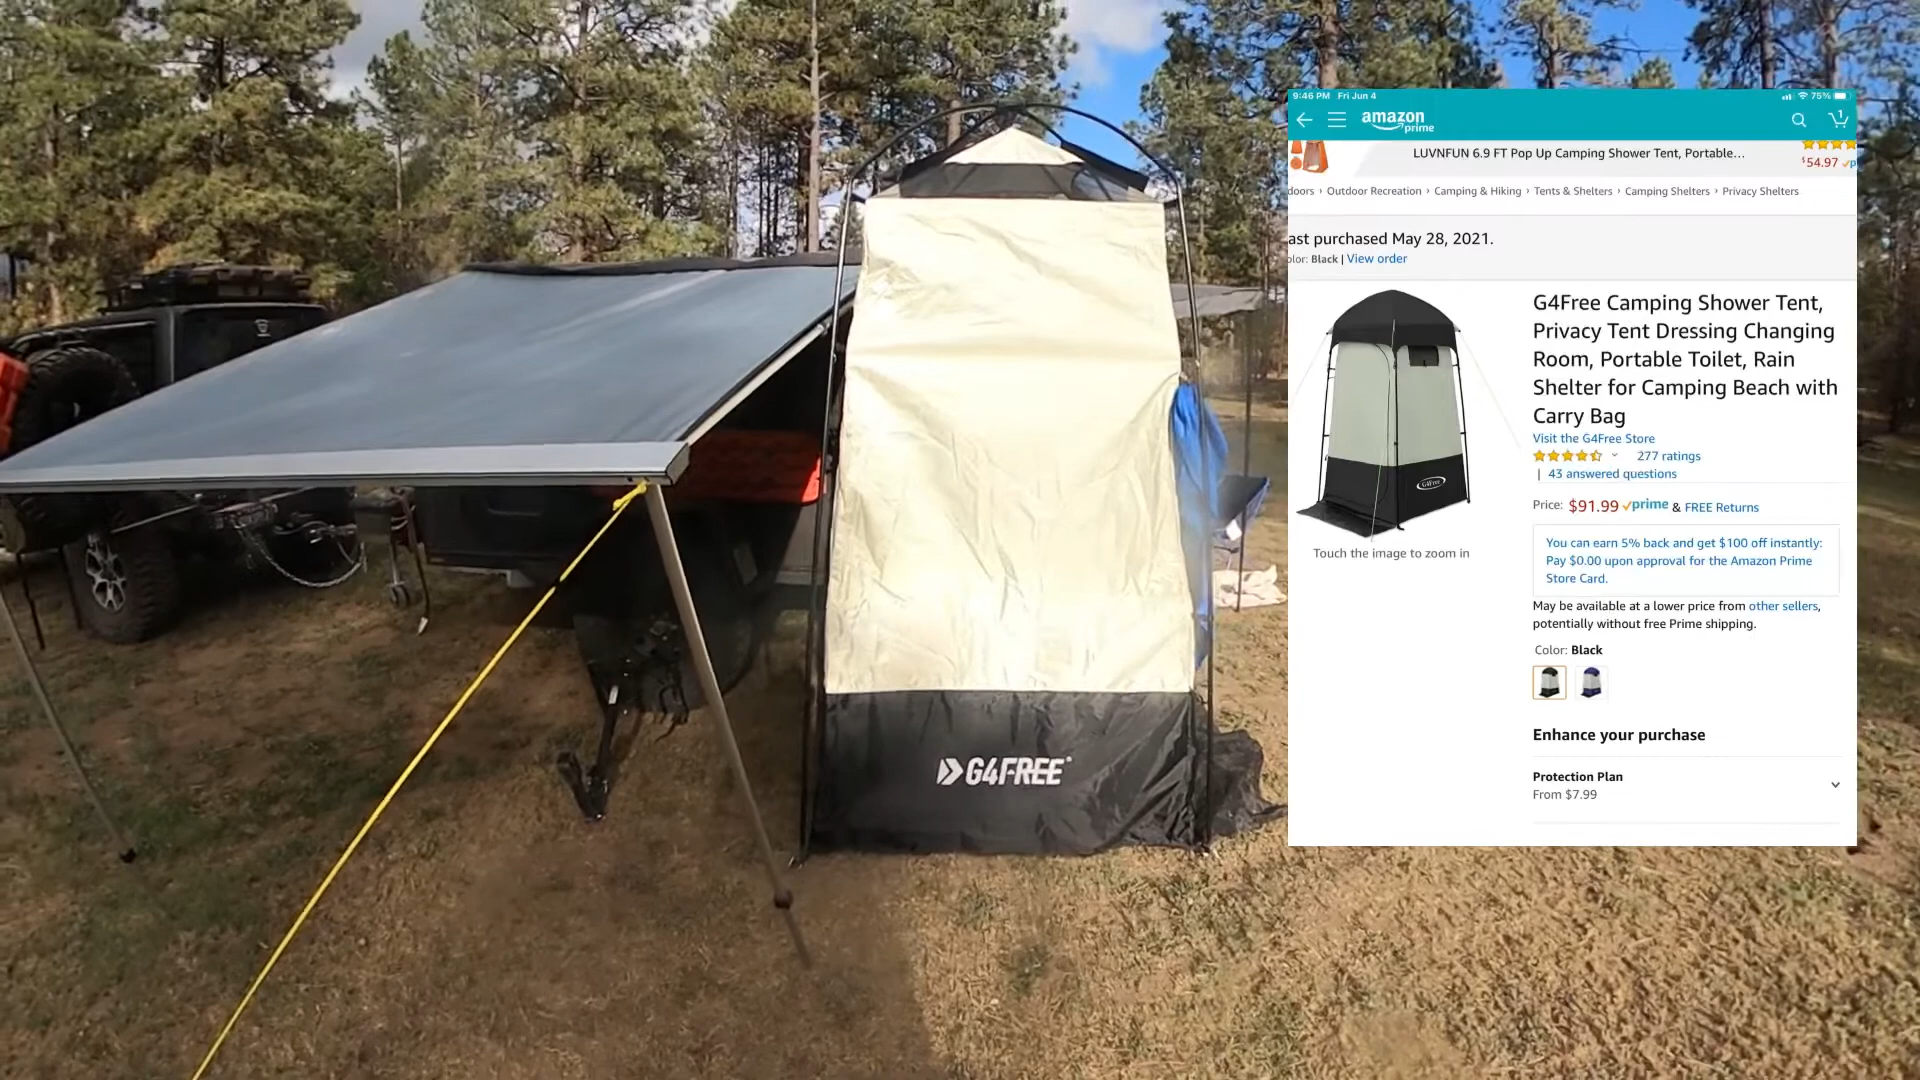 9:46 PM Fri Jun 4
75%
amazon
prime
1
LUVNFUN 6.9 FT Pop Up Camping Shower Tent, Portable...
$54.97
doors › Outdoor Recreation › Camping & Hiking › Tents & Shelters › Camping Shelters › Privacy Shelters
ast purchased May 28, 2021.
olor: Black | View order
G4Free Camping Shower Tent,
Privacy Tent Dressing Changing
Room, Portable Toilet, Rain
Shelter for Camping Beach with
Carry Bag
Visit the G4Free Store
277 ratings
| 43 answered questions
Price: $91.99 prime & FREE Returns
You can earn 5% back and get $100 off instantly:
Pay $0.00 upon approval for the Amazon Prime
Store Card.
May be available at a lower price from other sellers,
potentially without free Prime shipping.
Color: Black
Enhance your purchase
Protection Plan
From $7.99
G4Free
Touch the image to zoom in
G4FREE